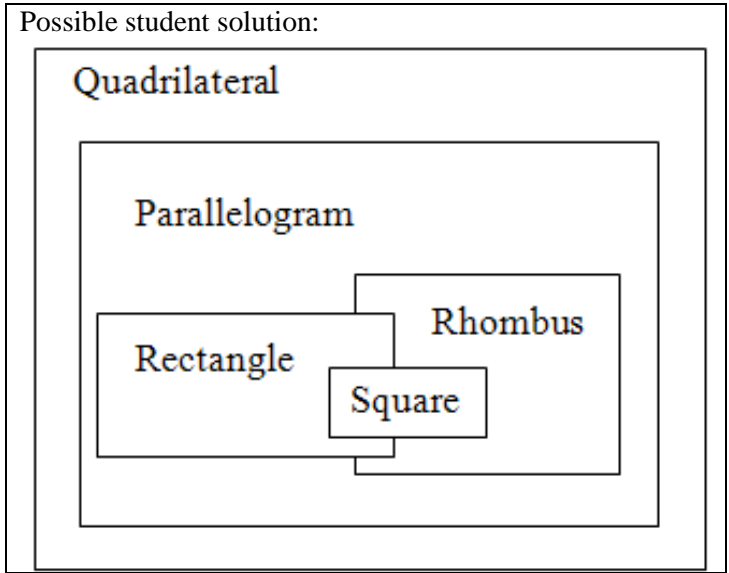 Possible student solution:
Quadrilateral
Parallelogram
Rhombus
Rectangle
Square